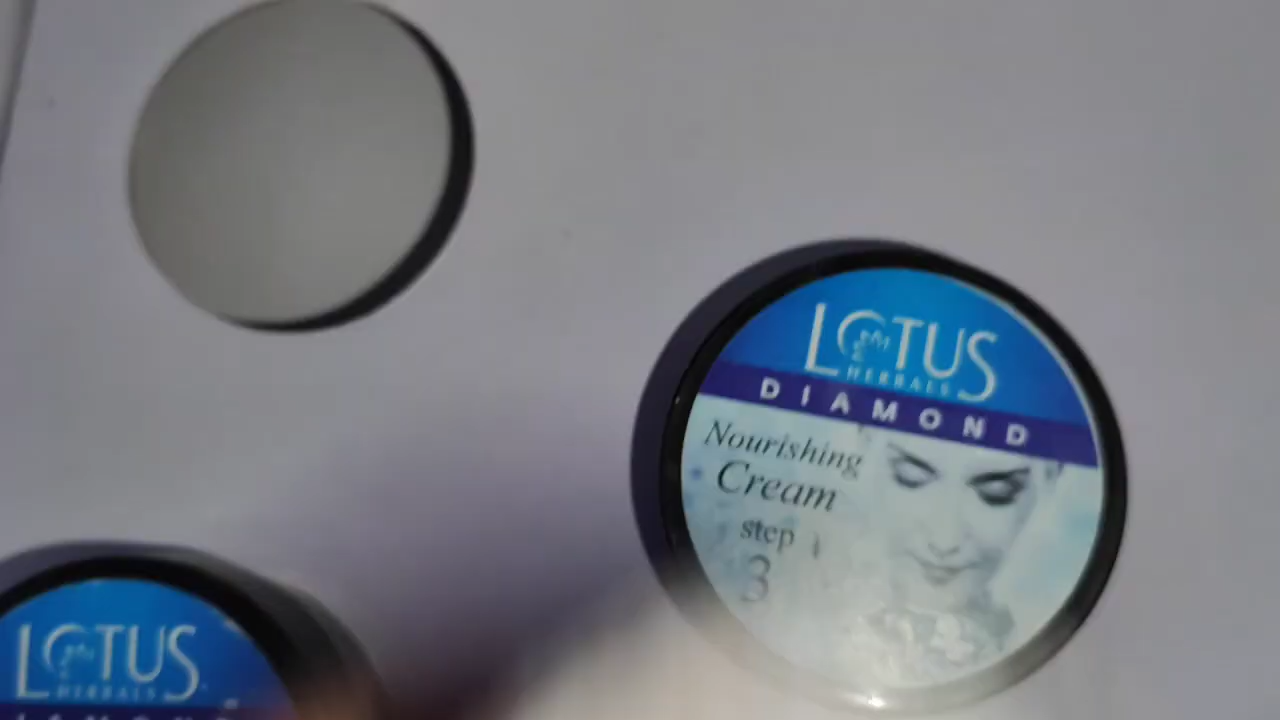 LOTUS
HERBALS
DIAMOND
Nourishing
Cream
step
3
LOTUS
HERBALS